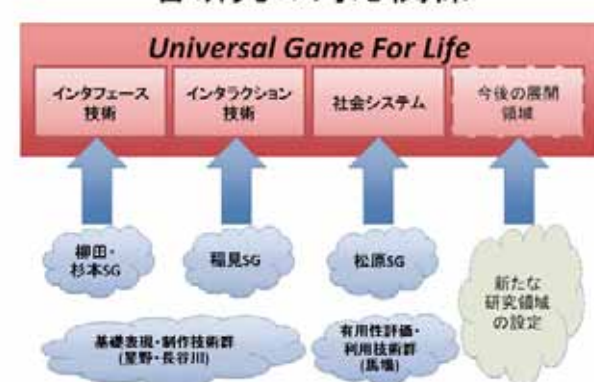 Universal Game For Life
インタフェース
技術
インタラクション
技術
社会システム
今後の展開
領域
柳田・
杉本SG
稲見SG
松原SG
新たな
研究領域
の設定
基礎表現・制作技術群
(星野・長谷川)
有用性評価・
利用技術群
(馬場)